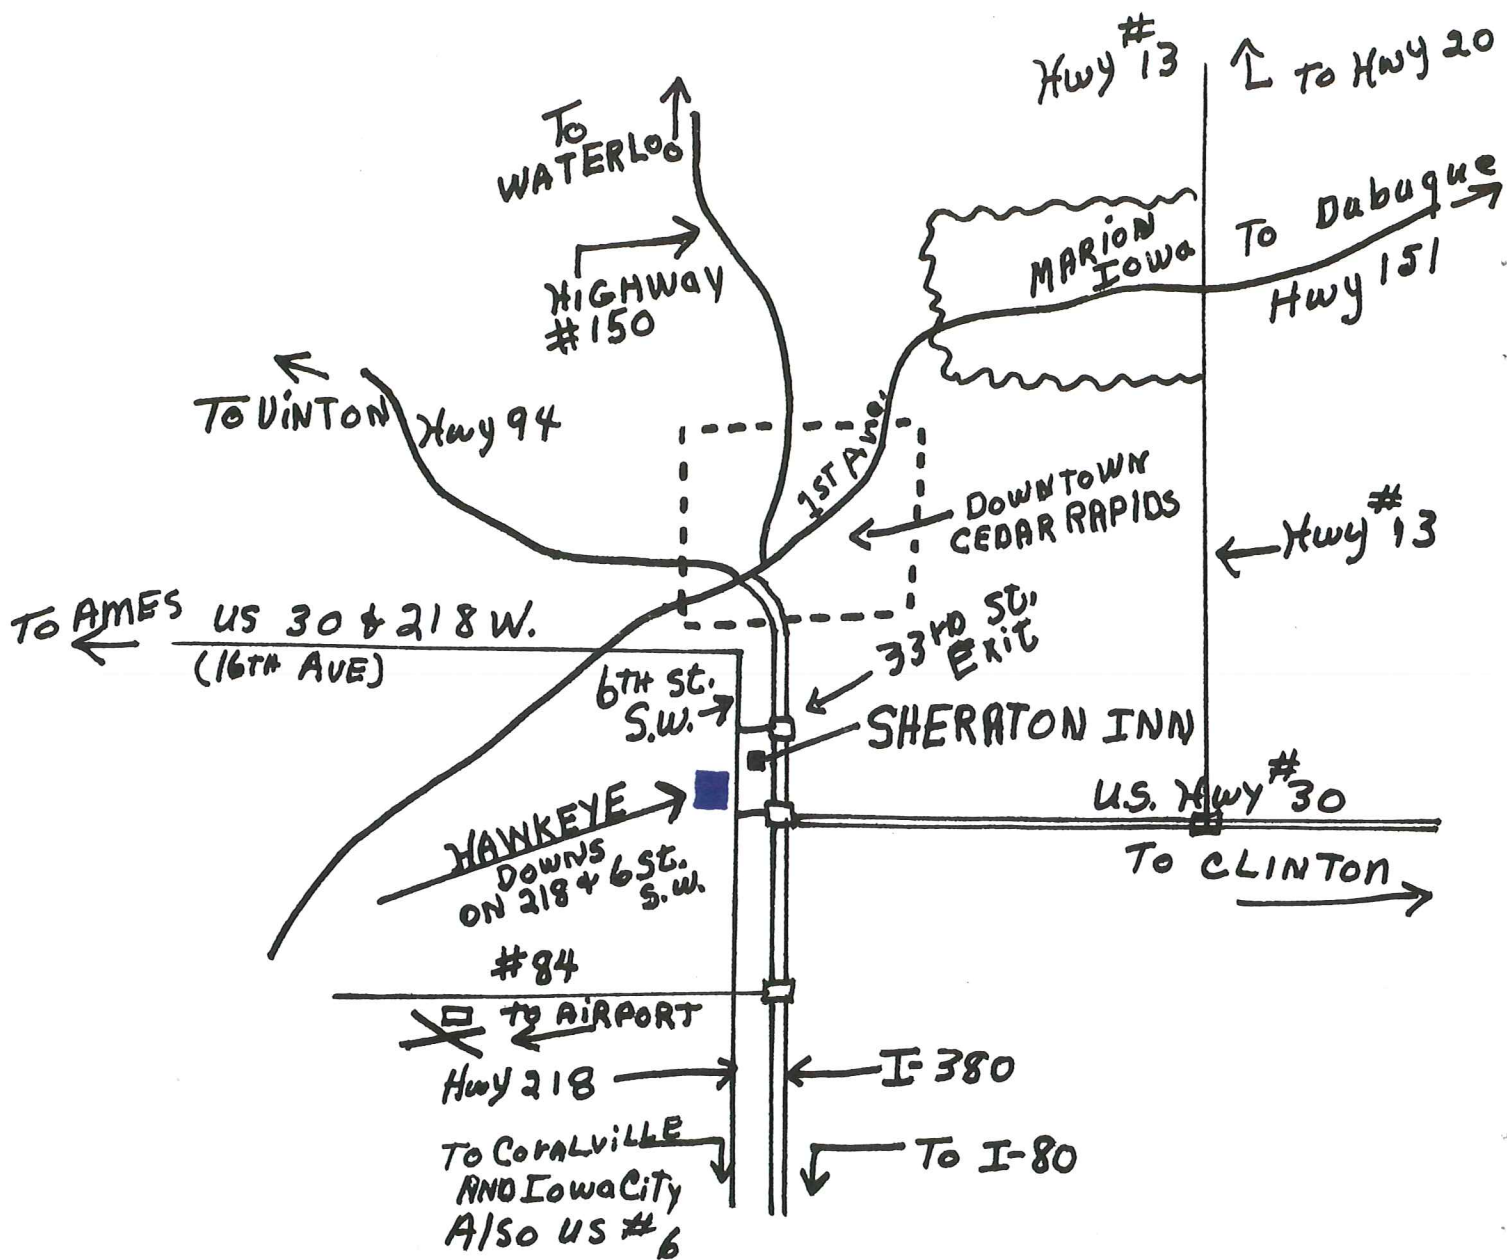 Hwy #13
To Hwy 20
To
WATERLOO
HiGHWay
#150
MARiON
Iowa
To Dubuque
Hwy 151
To ViNTON
Hwy 94
1ST Ave.
DOWNTOWN
CEDAR RAPIDS
Hwy #13
To AMES
US 30 & 218 W.
(16TH AVE)
33RD St.
Exit
6TH St.
S.W.
SHERATON INN
HAWKEYE
DOWNS
ON 218 & 6 St.
S.W.
U.S. Hwy #30
To CLINTON
#84
to AiRPORT
Hwy 218
I-380
To CorALViLLE
AND Iowa City
Also US #6
To I-80